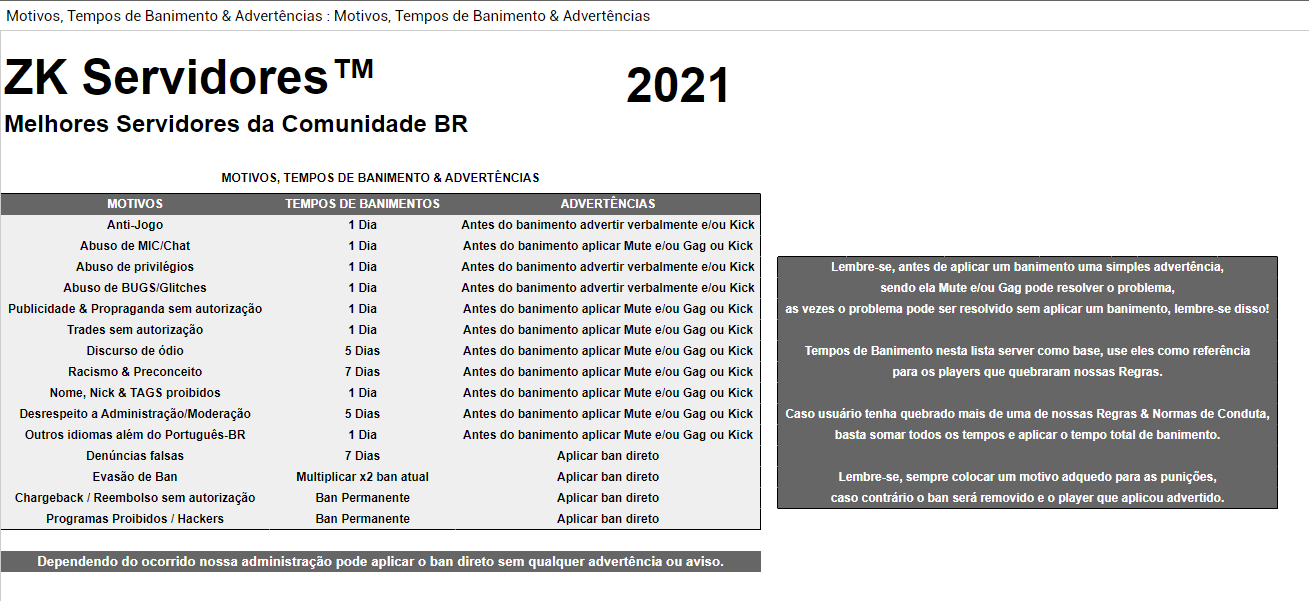 Motivos, Tempos de Banimento & Advertências : Motivos, Tempos de Banimento & Advertências
ZK Servidores™
2021
Melhores Servidores da Comunidade BR
MOTIVOS, TEMPOS DE BANIMENTO & ADVERTÊNCIAS
MOTIVOS TEMPOS DE BANIMENTOS ADVERTÊNCIAS
Anti-Jogo 1 Dia Antes do banimento advertir verbalmente e/ou Kick
Abuso de MIC/Chat 1 Dia Antes do banimento aplicar Mute e/ou Gag ou Kick
Abuso de privilégios 1 Dia Antes do banimento advertir verbalmente e/ou Kick
Abuso de BUGS/Glitches 1 Dia Antes do banimento advertir verbalmente e/ou Kick
Publicidade & Propraganda sem autorização 1 Dia Antes do banimento aplicar Mute e/ou Gag ou Kick
Trades sem autorização 1 Dia Antes do banimento aplicar Mute e/ou Gag ou Kick
Discurso de ódio 5 Dias Antes do banimento aplicar Mute e/ou Gag ou Kick
Racismo & Preconceito 7 Dias Antes do banimento aplicar Mute e/ou Gag ou Kick
Nome, Nick & TAGS proibidos 1 Dia Antes do banimento aplicar Mute e/ou Gag ou Kick
Desrespeito a Administração/Moderação 5 Dias Antes do banimento aplicar Mute e/ou Gag ou Kick
Outros idiomas além do Português-BR 1 Dia Antes do banimento aplicar Mute e/ou Gag ou Kick
Denúncias falsas 7 Dias Aplicar ban direto
Evasão de Ban Multiplicar x2 ban atual Aplicar ban direto
Chargeback / Reembolso sem autorização Ban Permanente Aplicar ban direto
Programas Proibidos / Hackers Ban Permanente Aplicar ban direto
Lembre-se, antes de aplicar um banimento uma simples advertência,
sendo ela Mute e/ou Gag pode resolver o problema,
as vezes o problema pode ser resolvido sem aplicar um banimento, lembre-se disso!
Tempos de Banimento nesta lista server como base, use eles como referência
para os players que quebraram nossas Regras.
Caso usuário tenha quebrado mais de uma de nossas Regras & Normas de Conduta,
basta somar todos os tempos e aplicar o tempo total de banimento.
Lembre-se, sempre colocar um motivo adquedo para as punições,
caso contrário o ban será removido e o player que aplicou advertido.
Dependendo do ocorrido nossa administração pode aplicar o ban direto sem qualquer advertência ou aviso.